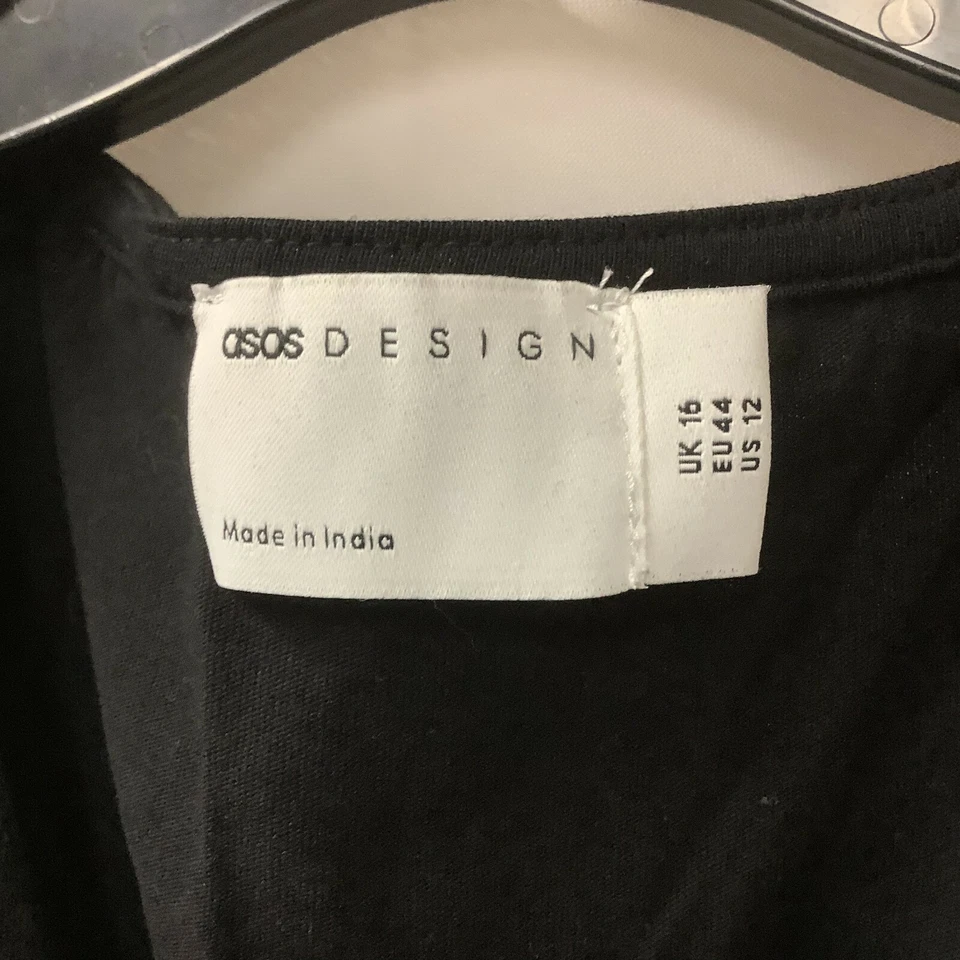 asos DESIGN
Made in India
UK 16
EU 44
US 12